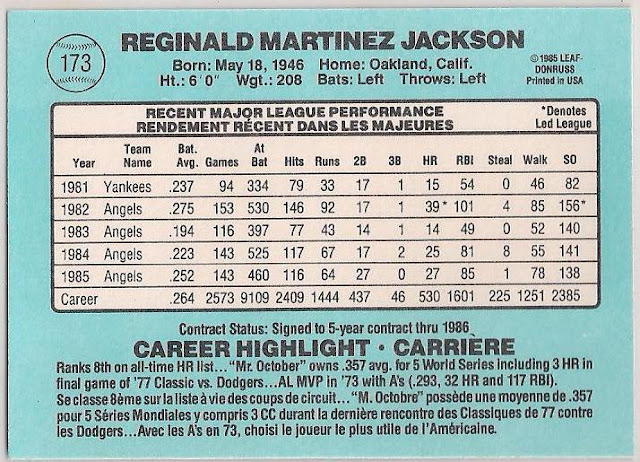 173
REGINALD MARTINEZ JACKSON
Born: May 18, 1946 Home: Oakland, Calif.
Ht.: 6'0" Wgt.: 208 Bats: Left Throws: Left
©1985 LEAF-
DONRUSS
Printed in USA
RECENT MAJOR LEAGUE PERFORMANCE
RENDEMENT RÉCENT DANS LES MAJEURES
*Denotes
Led League
Year Team Name Bat. Avg. Games At Bat Hits Runs 2B 3B HR RBI Steal Walk SO
1981 Yankees .237 94 334 79 33 17 1 15 54 0 46 82
1982 Angels .275 153 530 146 92 17 1 39* 101 4 85 156*
1983 Angels .194 116 397 77 43 14 1 14 49 0 52 140
1984 Angels .223 143 525 117 67 17 2 25 81 8 55 141
1985 Angels .252 143 460 116 64 27 0 27 85 1 78 138
Career .264 2573 9109 2409 1444 437 46 530 1601 225 1251 2385
Contract Status: Signed to 5-year contract thru 1986
CAREER HIGHLIGHT • CARRIÈRE
Ranks 8th on all-time HR list... "Mr. October" owns .357 avg. for 5 World Series including 3 HR in
final game of '77 Classic vs. Dodgers...AL MVP in '73 with A's (.293, 32 HR and 117 RBI).
Se classe 8ème sur la liste à vie des coups de circuit... "M. Octobre" possède une moyenne de .357
pour 5 Séries Mondiales y compris 3 CC durant la dernière rencontre des Classiques de 77 contre
les Dodgers...Avec les A's en 73, choisi le joueur le plus utile de l'Américaine.